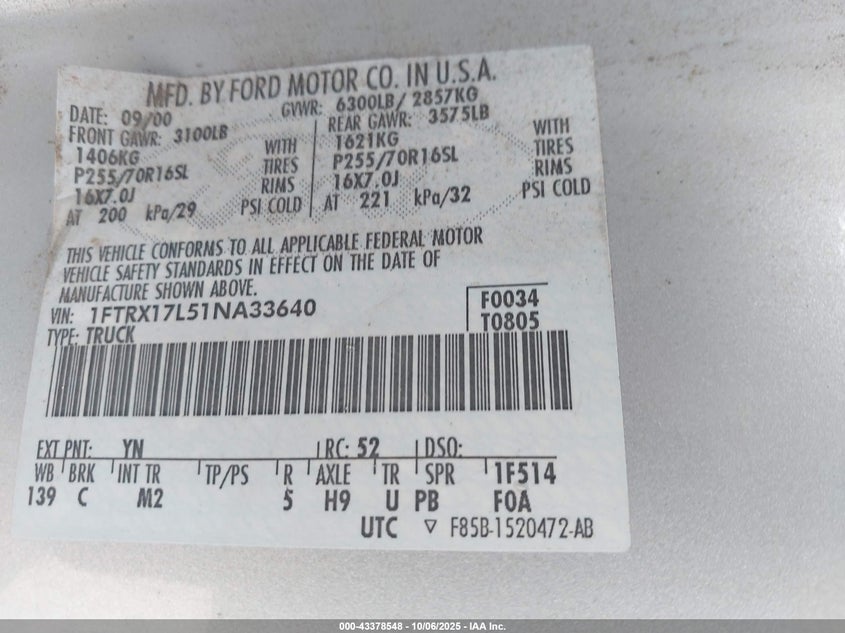 MFD. BY FORD MOTOR CO. IN U.S.A.
DATE: 09/00 GVWR: 6300LB/ 2857KG
FRONT GAWR: 3100LB REAR GAWR: 3575LB
1406KG WITH 1621KG WITH
P255/70R16SL TIRES P255/70R16SL TIRES
16X7.0J RIMS 16X7.0J RIMS
AT 200 kPa/29 PSI COLD AT 221 kPa/32 PSI COLD
THIS VEHICLE CONFORMS TO ALL APPLICABLE FEDERAL MOTOR
VEHICLE SAFETY STANDARDS IN EFFECT ON THE DATE OF
MANUFACTURE SHOWN ABOVE.
VIN: 1FTRX17L51NA33640 F0034
TYPE: TRUCK T0805
EXT PNT: YN RC: 52 DSO:
WB BRK INT TR TP/PS R AXLE TR SPR 1F514
139 C M2 5 H9 U PB F0A
UTC ▽ F85B-1520472-AB
000-43378548 - 10/06/2025 - IAA Inc.